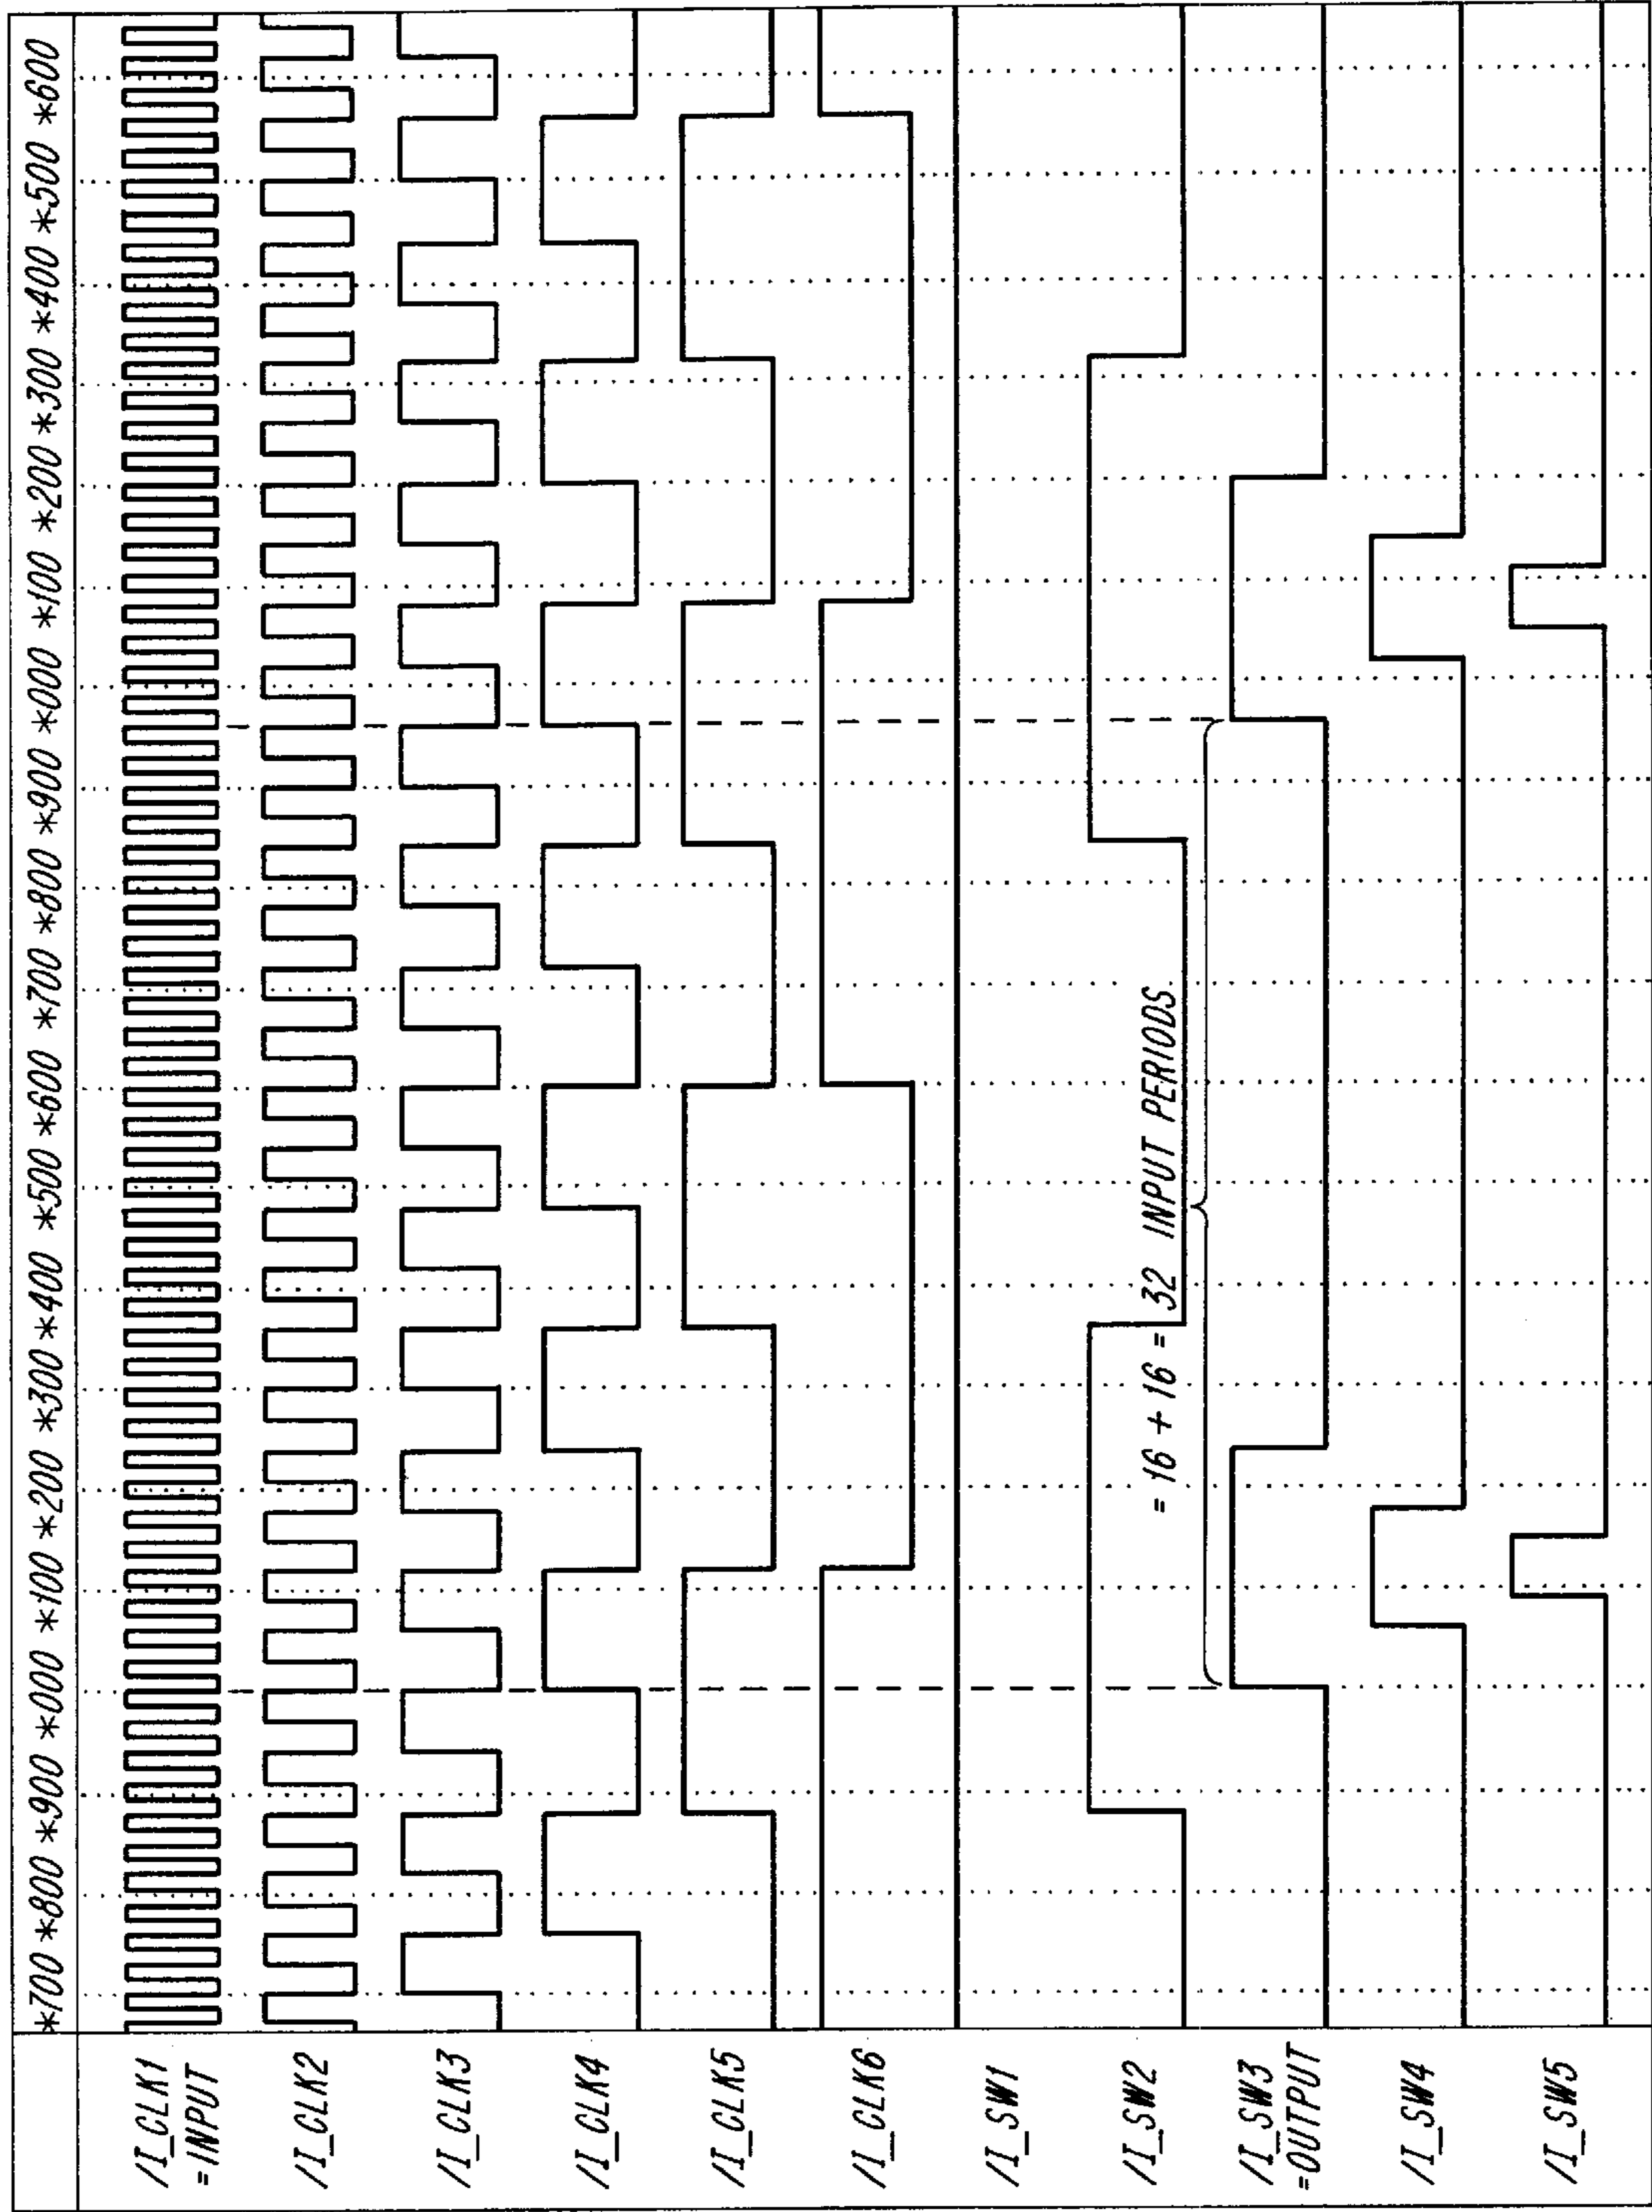 *700 *800 *900 *000 *100 *200 *300 *400 *500 *600 *700 *800 *900 *000 *100 *200 *300 *400 *500 *600
/I_CLK1
=INPUT
/I_CLK2
/I_CLK3
/I_CLK4
/I_CLK5
/I_CLK6
/I_SW1
/I_SW2
= 16 + 16 = 32 INPUT PERIODS.
/I_SW3
=OUTPUT
/I_SW4
/I_SW5